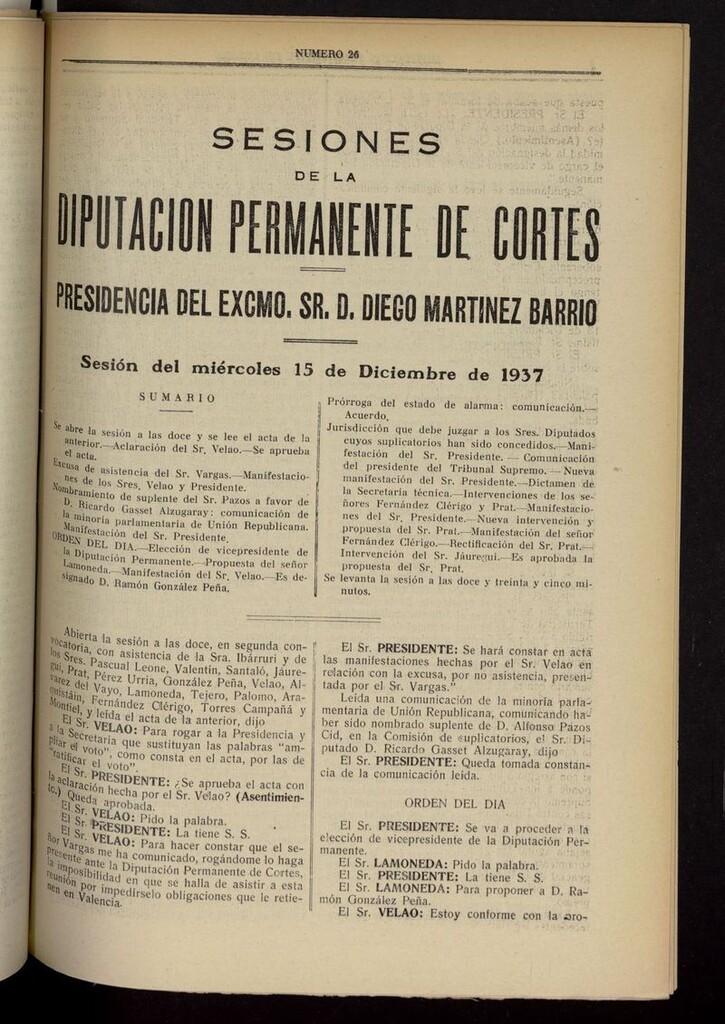 NUMERO 26
SESIONES
DE LA
DIPUTACION PERMANENTE DE CORTES
PRESIDENCIA DEL EXCMO. SR. D. DIEGO MARTINEZ BARRIO
Sesión del miércoles 15 de Diciembre de 1937
SUMARIO
Se abre la sesión a las doce y se lee el acta de la
anterior.—Aclaración del Sr. Velao.—Se aprueba
el acta.
Excusa de asistencia del Sr. Vargas.—Manifestacio-
nes de los Sres. Velao y Presidente.
Nombramiento de suplente del Sr. Pazos a favor de
D. Ricardo Gasset Alzugaray: comunicación de
la minoría parlamentaria de Unión Republicana.
Manifestación del Sr. Presidente.
ORDEN DEL DIA.—Elección de vicepresidente de
la Diputación Permanente.—Propuesta del señor
Lamoneda.—Manifestación del Sr. Velao.—Es de-
signado D. Ramón González Peña.
Prórroga del estado de alarma: comunicación.—
Acuerdo.
Jurisdicción que debe juzgar a los Sres. Diputados
cuyos suplicatorios han sido concedidos.—Mani-
festación del Sr. Presidente. — Comunicación
del presidente del Tribunal Supremo. — Nueva
manifestación del Sr. Presidente.—Dictamen de
la Secretaría técnica.—Intervenciones de los se-
ñores Fernández Clérigo y Prat.—Manifestacio-
nes del Sr. Presidente.—Nueva intervención y
propuesta del Sr. Prat.—Manifestación del señor
Fernández Clérigo.—Rectificación del Sr. Prat.—
Intervención del Sr. Jáuregui.—Es aprobada la
propuesta del Sr. Prat.
Se levanta la sesión a las doce y treinta y cinco mi-
nutos.
Abierta la sesión a las doce, en segunda con-
vocatoria, con asistencia de la Sra. Ibárruri y de
los Sres. Pascual Leone, Valentín, Santaló, Jáure-
gui, Prat, Pérez Urria, González Peña, Velao, Al-
varez del Vayo, Lamoneda, Tejero, Palomo, Ara-
quistáin, Fernández Clérigo, Torres Campañá y
Montiel, y leída el acta de la anterior, dijo
El Sr. VELAO: Para rogar a la Presidencia y
a la Secretaría que sustituyan las palabras "am-
pliar el voto", como consta en el acta, por las de
"ratificar el voto".
El Sr. PRESIDENTE: ¿Se aprueba el acta con
la aclaración hecha por el Sr. Velao? (Asentimien-
to.) Queda aprobada.
El Sr. VELAO: Pido la palabra.
El Sr. PRESIDENTE: La tiene S. S.
El Sr. VELAO: Para hacer constar que el se-
ñor Vargas me ha comunicado, rogándome lo haga
presente ante la Diputación Permanente de Cortes,
la imposibilidad en que se halla de asistir a esta
reunión por impedírselo obligaciones que le retie-
nen en Valencia.
El Sr. PRESIDENTE: Se hará constar en acta
las manifestaciones hechas por el Sr. Velao en
relación con la excusa, por no asistencia, presen-
tada por el Sr. Vargas."
Leída una comunicación de la minoría parla-
mentaria de Unión Republicana, comunicando ha-
ber sido nombrado suplente de D. Alfonso Pazos
Cid, en la Comisión de suplicatorios, el Sr. Di-
putado D. Ricardo Gasset Alzugaray, dijo
El Sr. PRESIDENTE: Queda tomada constan-
cia de la comunicación leída.
ORDEN DEL DIA
El Sr. PRESIDENTE: Se va a proceder a la
elección de vicepresidente de la Diputación Per-
manente.
El Sr. LAMONEDA: Pido la palabra.
El Sr. PRESIDENTE: La tiene S. S.
El Sr. LAMONEDA: Para proponer a D. Ra-
món González Peña.
El Sr. VELAO: Estoy conforme con la pro-